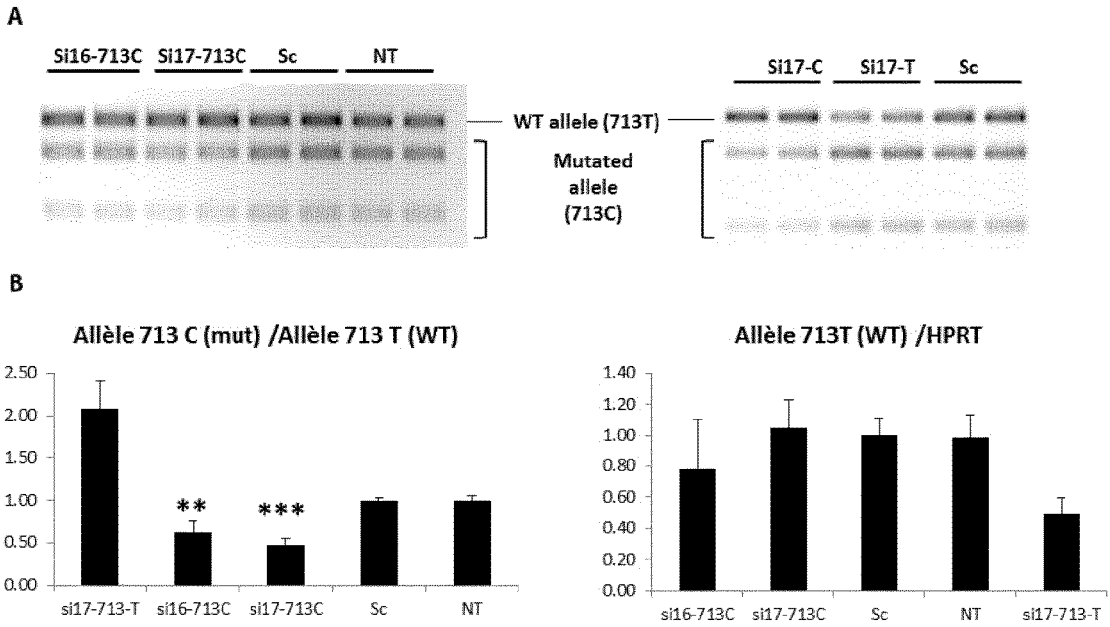 A
Si16-713C Si17-713C Sc NT
Si17-C Si17-T Sc
WT allele (713T)
Mutated
allele
(713C)
B
Allèle 713 C (mut) /Allèle 713 T (WT)
2.50
2.00
1.50
1.00
0.50
0.00
**
***
si17-713-T si16-713C si17-713C Sc NT
Allèle 713T (WT) /HPRT
1.40
1.20
1.00
0.80
0.60
0.40
0.20
0.00
si16-713C si17-713C Sc NT si17-713-T